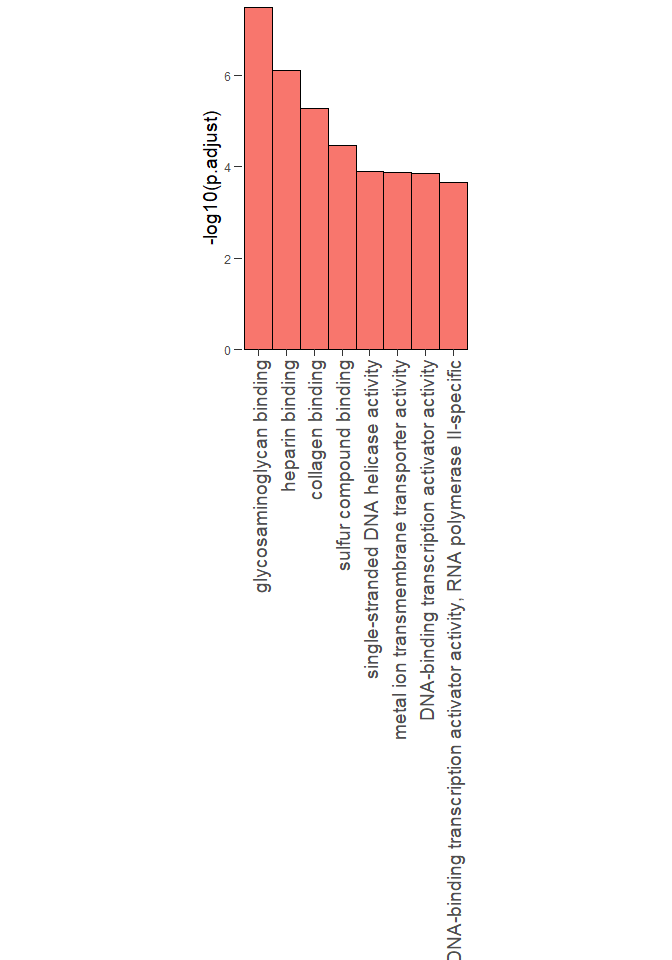 -log10(p.adjust)
6
4
2
0
glycosaminoglycan binding
heparin binding
collagen binding
sulfur compound binding
single-stranded DNA helicase activity
metal ion transmembrane transporter activity
DNA-binding transcription activator activity
DNA-binding transcription activator activity, RNA polymerase II-specific